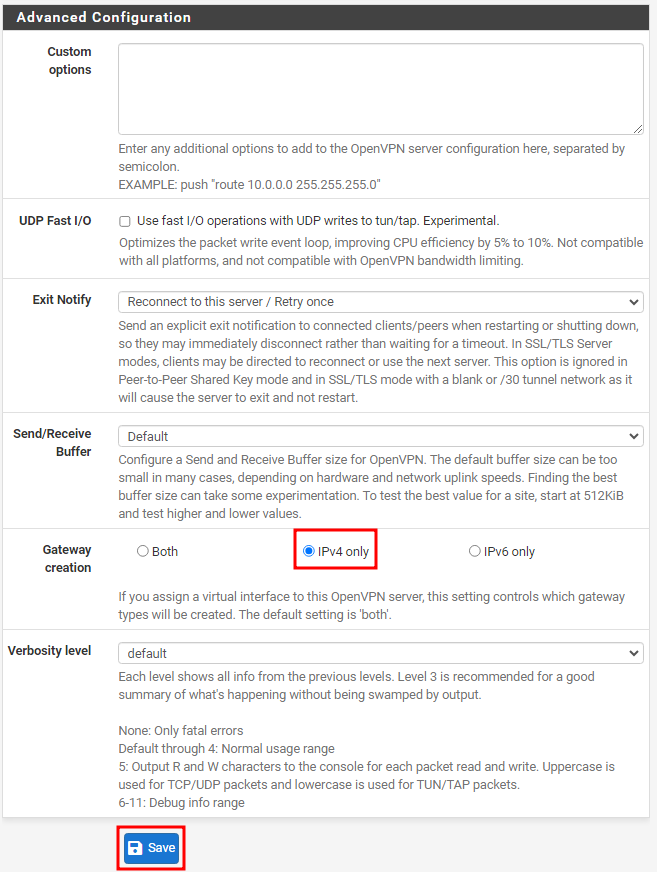 Advanced Configuration
Custom
options
Enter any additional options to add to the OpenVPN server configuration here, separated by
semicolon.
EXAMPLE: push "route 10.0.0.0 255.255.255.0"
UDP Fast I/O
Use fast I/O operations with UDP writes to tun/tap. Experimental.
Optimizes the packet write event loop, improving CPU efficiency by 5% to 10%. Not compatible
with all platforms, and not compatible with OpenVPN bandwidth limiting.
Exit Notify
Reconnect to this server / Retry once
Send an explicit exit notification to connected clients/peers when restarting or shutting down,
so they may immediately disconnect rather than waiting for a timeout. In SSL/TLS Server
modes, clients may be directed to reconnect or use the next server. This option is ignored in
Peer-to-Peer Shared Key mode and in SSL/TLS mode with a blank or /30 tunnel network as it
will cause the server to exit and not restart.
Send/Receive
Buffer
Default
Configure a Send and Receive Buffer size for OpenVPN. The default buffer size can be too
small in many cases, depending on hardware and network uplink speeds. Finding the best
buffer size can take some experimentation. To test the best value for a site, start at 512KiB
and test higher and lower values.
Gateway
creation
Both
IPv4 only
IPv6 only
If you assign a virtual interface to this OpenVPN server, this setting controls which gateway
types will be created. The default setting is 'both'.
Verbosity level
default
Each level shows all info from the previous levels. Level 3 is recommended for a good
summary of what's happening without being swamped by output.
None: Only fatal errors
Default through 4: Normal usage range
5: Output R and W characters to the console for each packet read and write. Uppercase is
used for TCP/UDP packets and lowercase is used for TUN/TAP packets.
6-11: Debug info range
Save